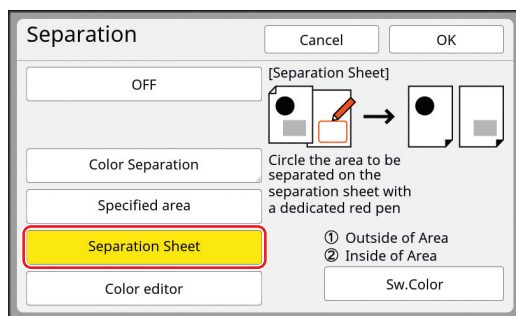 Separation
Cancel
OK
OFF
Color Separation
Specified area
Separation Sheet
Color editor
[Separation Sheet]
Circle the area to be
separated on the
separation sheet with
a dedicated red pen
① Outside of Area
② Inside of Area
Sw.Color